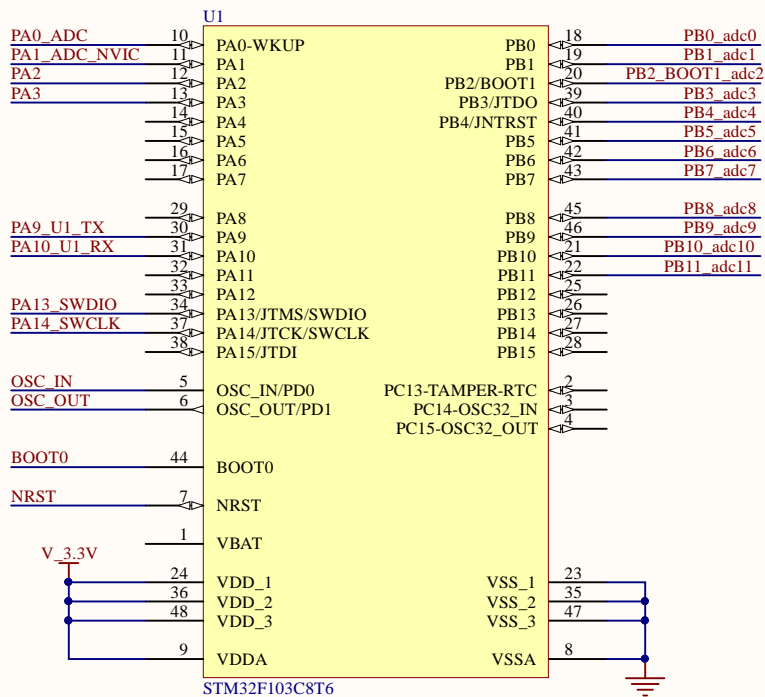 U1
PA0_ADC 10 PA0-WKUP PB0 18 PB0_adc0
PA1_ADC_NVIC 11 PA1 PB1 19 PB1_adc1
PA2 12 PA2 PB2/BOOT1 20 PB2_BOOT1_adc2
PA3 13 PA3 PB3/JTDO 39 PB3_adc3
14 PA4 PB4/JNTRST 40 PB4_adc4
15 PA5 PB5 41 PB5_adc5
16 PA6 PB6 42 PB6_adc6
17 PA7 PB7 43 PB7_adc7
29 PA8 PB8 45 PB8_adc8
PA9_U1_TX 30 PA9 PB9 46 PB9_adc9
PA10_U1_RX 31 PA10 PB10 21 PB10_adc10
32 PA11 PB11 22 PB11_adc11
33 PA12 PB12 25
PA13_SWDIO 34 PA13/JTMS/SWDIO PB13 26
PA14_SWCLK 37 PA14/JTCK/SWCLK PB14 27
38 PA15/JTDI PB15 28
OSC_IN 5 OSC_IN/PD0 PC13-TAMPER-RTC 2
OSC_OUT 6 OSC_OUT/PD1 PC14-OSC32_IN 3
PC15-OSC32_OUT 4
BOOT0 44 BOOT0
NRST 7 NRST
1 VBAT
V_3.3V
24 VDD_1 VSS_1 23
36 VDD_2 VSS_2 35
48 VDD_3 VSS_3 47
9 VDDA VSSA 8
STM32F103C8T6